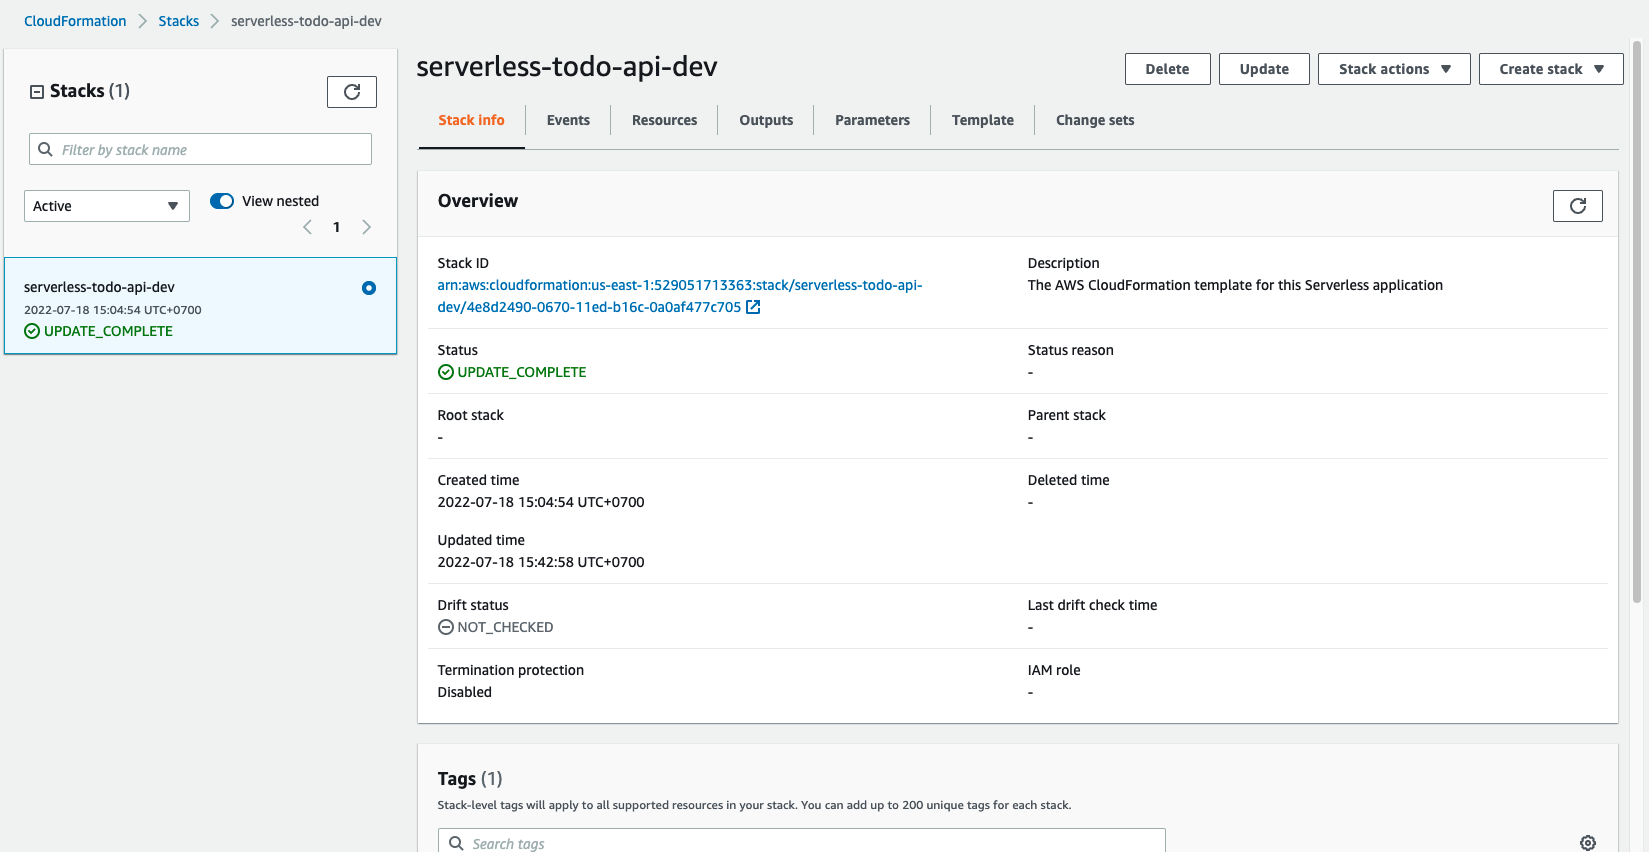 CloudFormation > Stacks > serverless-todo-api-dev
Stacks (1)
Filter by stack name
Active
View nested
1
serverless-todo-api-dev
2022-07-18 15:04:54 UTC+0700
UPDATE_COMPLETE
serverless-todo-api-dev
Delete
Update
Stack actions
Create stack
Stack info
Events
Resources
Outputs
Parameters
Template
Change sets
Overview
Stack ID
arn:aws:cloudformation:us-east-1:529051713363:stack/serverless-todo-api-
dev/4e8d2490-0670-11ed-b16c-0a0af477c705
Description
The AWS CloudFormation template for this Serverless application
Status
UPDATE_COMPLETE
Status reason
-
Root stack
-
Parent stack
-
Created time
2022-07-18 15:04:54 UTC+0700
Deleted time
-
Updated time
2022-07-18 15:42:58 UTC+0700
Drift status
NOT_CHECKED
Last drift check time
-
Termination protection
Disabled
IAM role
-
Tags (1)
Stack-level tags will apply to all supported resources in your stack. You can add up to 200 unique tags for each stack.
Search tags